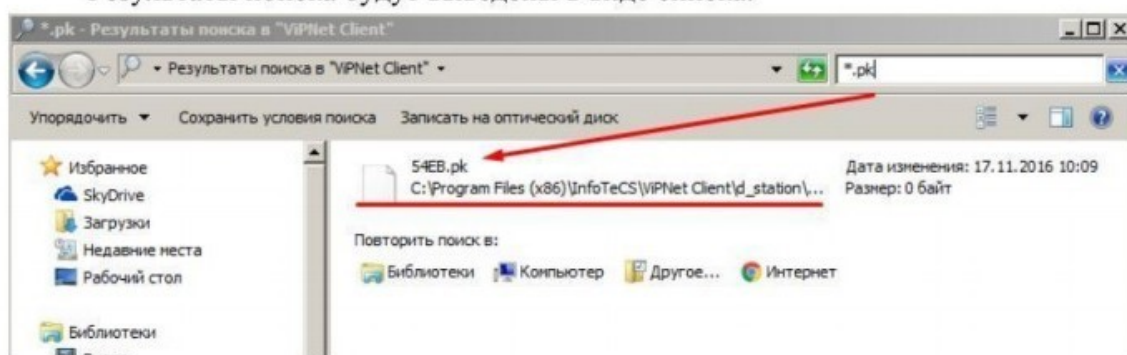 *.pk - Результаты поиска в "ViPNet Client"
Результаты поиска в "ViPNet Client"
*.pk
Упорядочить
Сохранить условия поиска
Записать на оптический диск
Избранное
SkyDrive
Загрузки
Недавние места
Рабочий стол
Библиотеки
54EB.pk
C:\Program Files (x86)\InfoTeCS\ViPNet Client\d_station\...
Дата изменения: 17.11.2016 10:09
Размер: 0 байт
Повторить поиск в:
Библиотеки
Компьютер
Другое...
Интернет